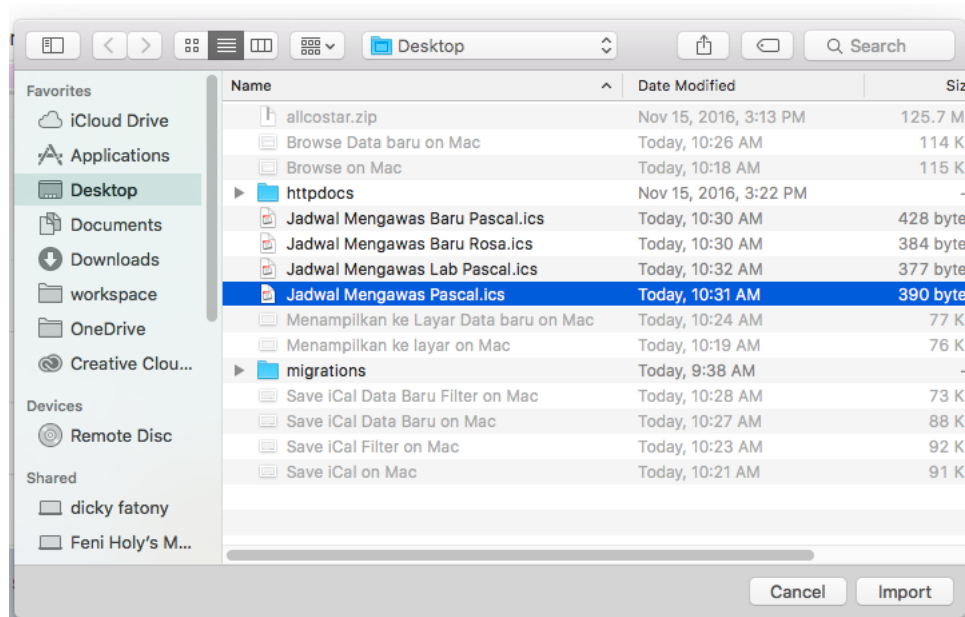 Desktop
Search
Favorites
iCloud Drive
Applications
Desktop
Documents
Downloads
workspace
OneDrive
Creative Clou...
Devices
Remote Disc
Shared
dicky fatony
Feni Holy's M...
Name Date Modified Siz
allcostar.zip Nov 15, 2016, 3:13 PM 125.7 M
Browse Data baru on Mac Today, 10:26 AM 114 K
Browse on Mac Today, 10:18 AM 115 K
httpdocs Nov 15, 2016, 3:22 PM -
Jadwal Mengawas Baru Pascal.ics Today, 10:30 AM 428 byte
Jadwal Mengawas Baru Rosa.ics Today, 10:30 AM 384 byte
Jadwal Mengawas Lab Pascal.ics Today, 10:32 AM 377 byte
Jadwal Mengawas Pascal.ics Today, 10:31 AM 390 byte
Menampilkan ke Layar Data baru on Mac Today, 10:24 AM 77 K
Menampilkan ke layar on Mac Today, 10:19 AM 76 K
migrations Today, 9:38 AM -
Save iCal Data Baru Filter on Mac Today, 10:28 AM 73 K
Save iCal Data Baru on Mac Today, 10:27 AM 88 K
Save iCal Filter on Mac Today, 10:23 AM 92 K
Save iCal on Mac Today, 10:21 AM 91 K
Cancel Import